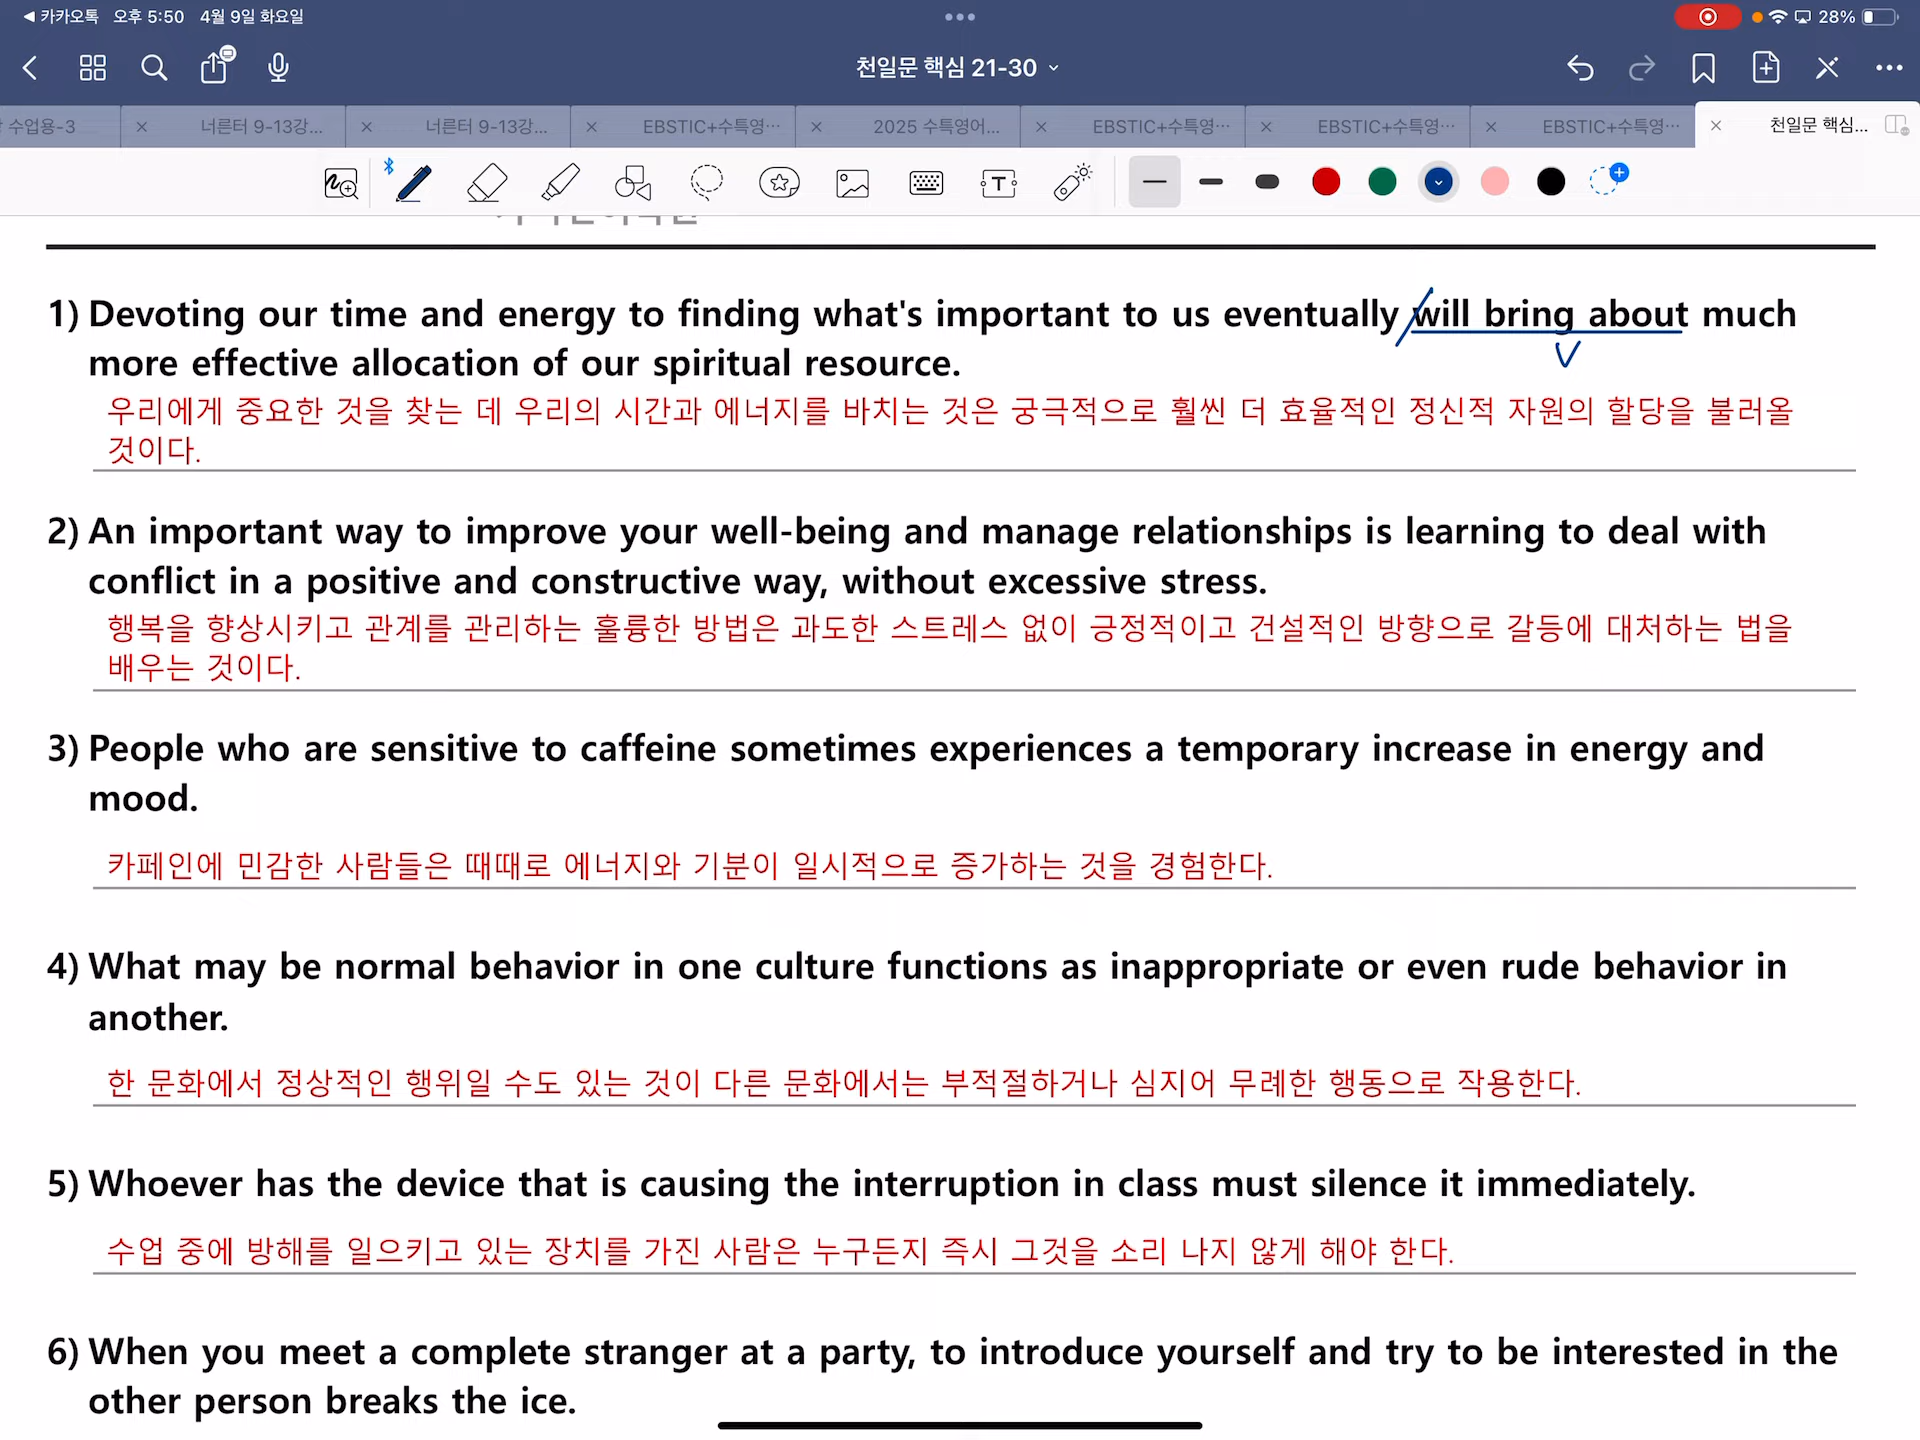 ◀ 카카오톡 오후 5:50 4월 9일 화요일
28%
천일문 핵심 21-30
수업용-3
너른터 9-13강...
너른터 9-13강...
EBSTIC+수특영...
2025 수특영어...
EBSTIC+수특영...
EBSTIC+수특영...
EBSTIC+수특영...
천일문 핵심...
1) Devoting our time and energy to finding what's important to us eventually will bring about much
V
more effective allocation of our spiritual resource.
우리에게 중요한 것을 찾는 데 우리의 시간과 에너지를 바치는 것은 궁극적으로 훨씬 더 효율적인 정신적 자원의 할당을 불러올
것이다.
2) An important way to improve your well-being and manage relationships is learning to deal with
conflict in a positive and constructive way, without excessive stress.
행복을 향상시키고 관계를 관리하는 훌륭한 방법은 과도한 스트레스 없이 긍정적이고 건설적인 방향으로 갈등에 대처하는 법을
배우는 것이다.
3) People who are sensitive to caffeine sometimes experiences a temporary increase in energy and
mood.
카페인에 민감한 사람들은 때때로 에너지와 기분이 일시적으로 증가하는 것을 경험한다.
4) What may be normal behavior in one culture functions as inappropriate or even rude behavior in
another.
한 문화에서 정상적인 행위일 수도 있는 것이 다른 문화에서는 부적절하거나 심지어 무례한 행동으로 작용한다.
5) Whoever has the device that is causing the interruption in class must silence it immediately.
수업 중에 방해를 일으키고 있는 장치를 가진 사람은 누구든지 즉시 그것을 소리 나지 않게 해야 한다.
6) When you meet a complete stranger at a party, to introduce yourself and try to be interested in the
other person breaks the ice.